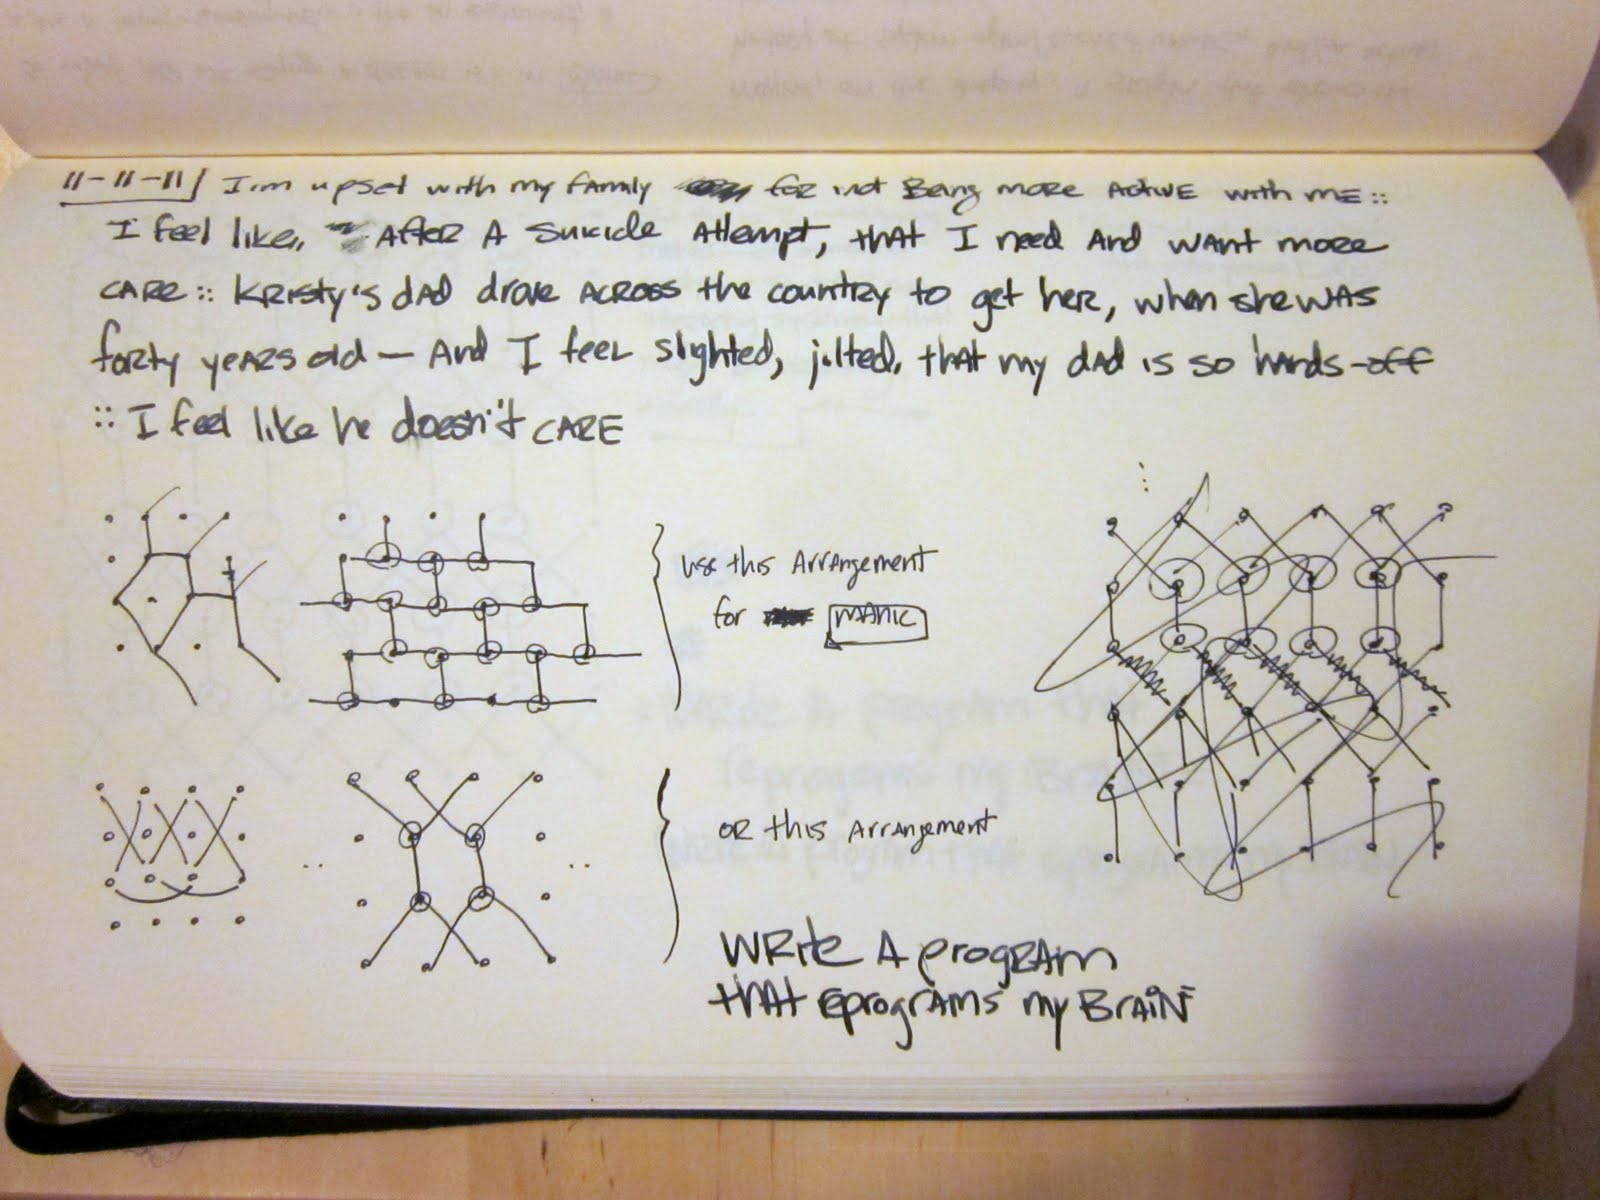 11-11-11/ I'm upset with my family for not Being more Active with me ::
I feel like, After A suicide Attempt, that I need And want more
care :: Kristy's dad drove Across the country to get her, when she was
forty years old — And I feel slighted, jilted, that my dad is so hands-off
:: I feel like he doesn't care
use this Arrangement
for MANIC
OR this Arrangement
Write A program
that reprograms my Brain